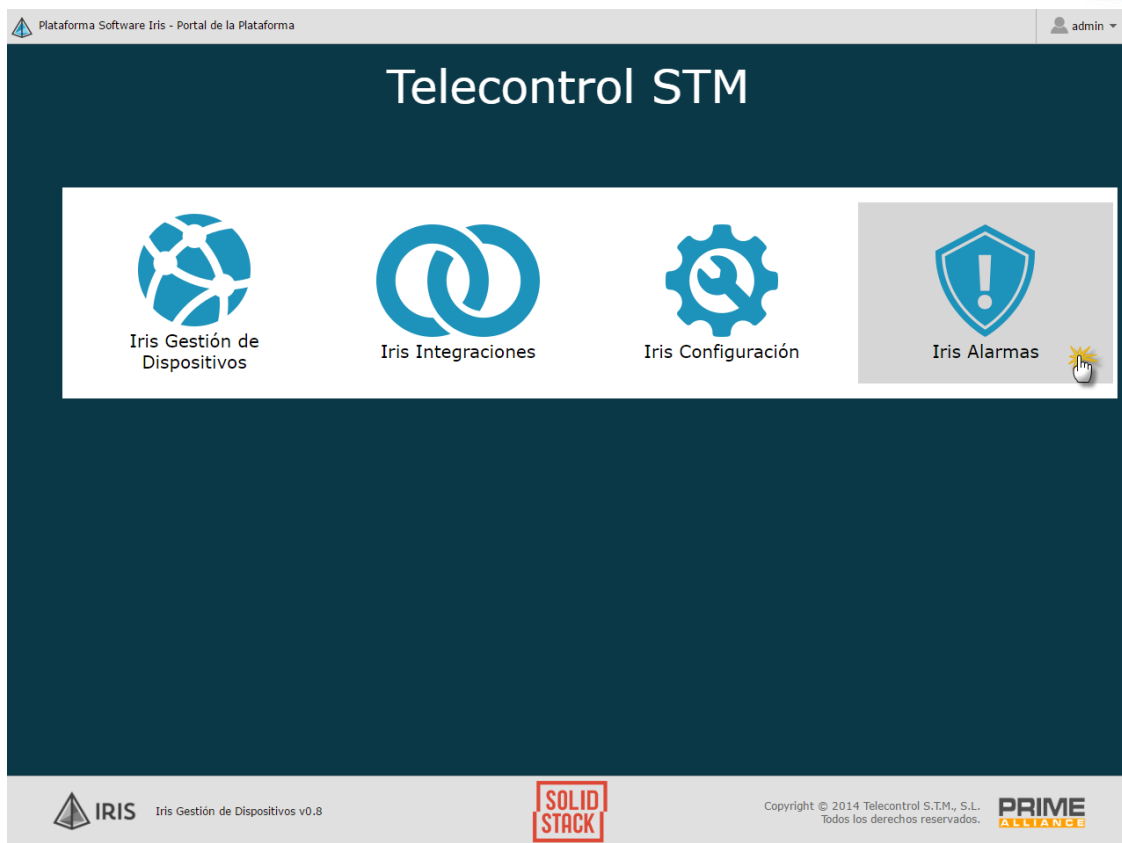 Plataforma Software Iris - Portal de la Plataforma
admin
Telecontrol STM
Iris Gestión de
Dispositivos
Iris Integraciones
Iris Configuración
Iris Alarmas
IRIS
Iris Gestión de Dispositivos v0.8
SOLID
STACK
Copyright © 2014 Telecontrol S.T.M., S.L.
Todos los derechos reservados.
PRIME
ALLIANCE